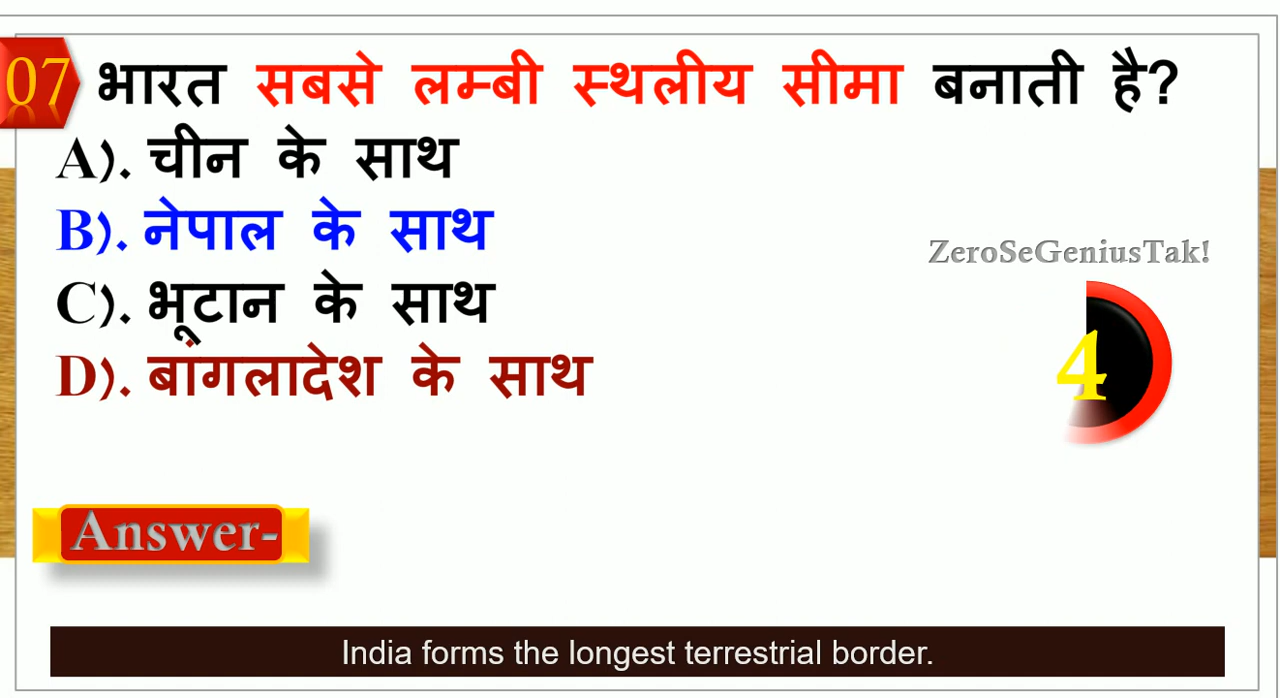 07 भारत सबसे लम्बी स्थलीय सीमा बनाती है?
A). चीन के साथ
B). नेपाल के साथ
ZeroSeGeniusTak!
C). भूटान के साथ
4
D). बांगलादेश के साथ
Answer-
India forms the longest terrestrial border.